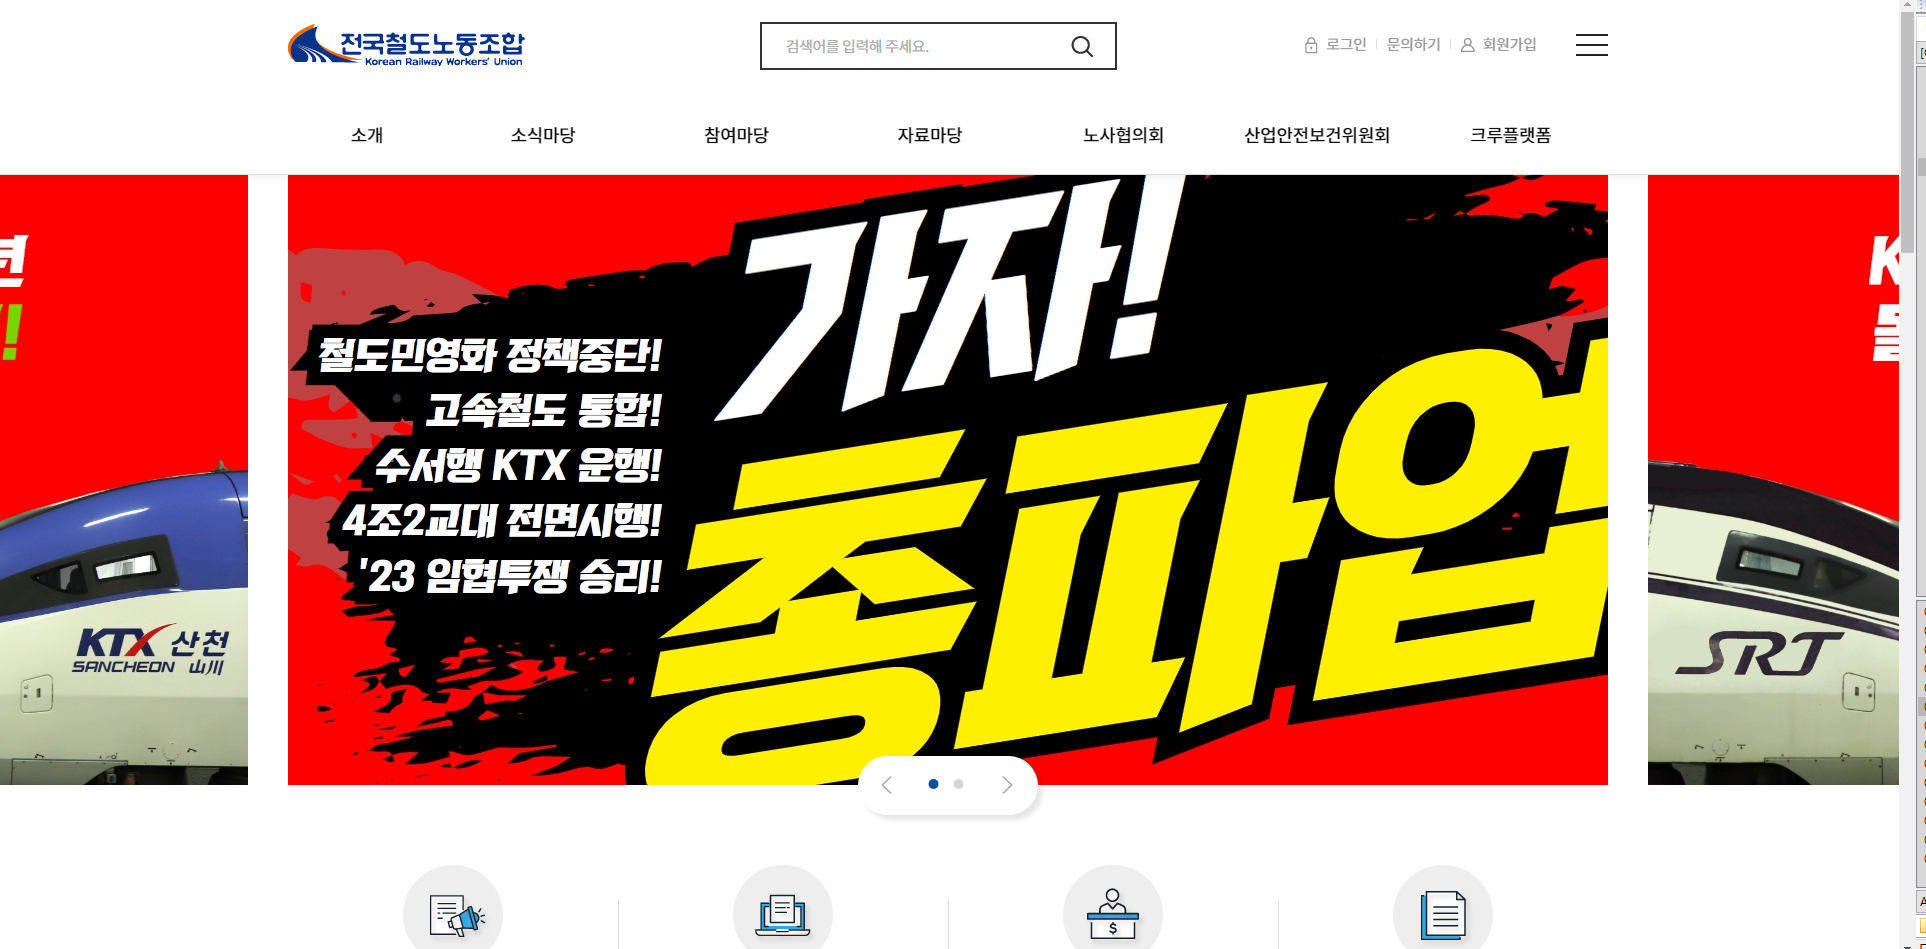 전국철도노동조합
Korean Railway Workers' Union
검색어를 입력해 주세요.
로그인
문의하기
회원가입
소개
소식마당
참여마당
자료마당
노사협의회
산업안전보건위원회
크루플랫폼
가자!
총파업
철도민영화 정책중단!
고속철도 통합!
수서행 KTX 운행!
4조2교대 전면시행!
'23 임협투쟁 승리!
KTX 산천
SANCHEON 山川
SRT